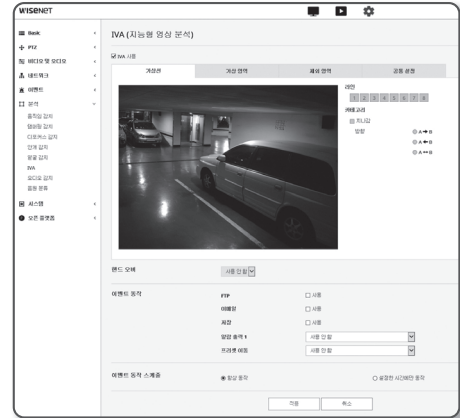 WISENET
Basic
PTZ
비디오 및 오디오
네트워크
이벤트
분석
움직임 감지
탬퍼링 감지
디포커스 감지
안개 감지
얼굴 감지
IVA
오디오 감지
음원 분류
시스템
오픈 플랫폼
IVA (지능형 영상 분석)
IVA 사용
가상선
가상 영역
제외 영역
공통 설정
라인
1 2 3 4 5 6 7 8
카테고리
지나감
방향
A ➔ B
A ← B
A ↔ B
핸드 오버
사용 안 함
이벤트 동작
FTP
사용
이메일
사용
저장
사용
알람 출력 1
사용 안 함
프리셋 이동
사용 안 함
이벤트 동작 스케줄
항상 동작
설정된 시간에만 동작
적용
취소